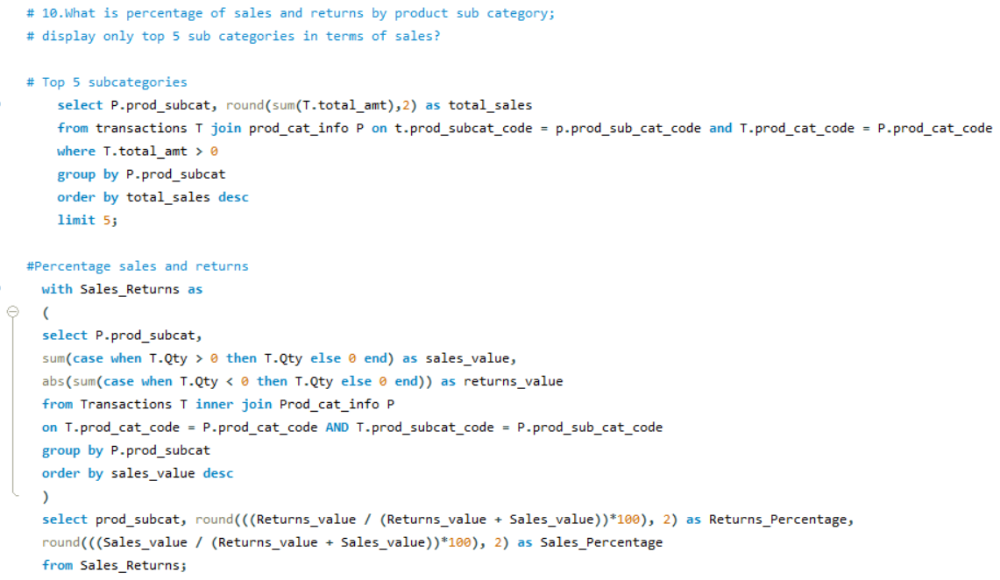 # 10.What is percentage of sales and returns by product sub category;
# display only top 5 sub categories in terms of sales?
# Top 5 subcategories
select P.prod_subcat, round(sum(T.total_amt),2) as total_sales
from transactions T join prod_cat_info P on t.prod_subcat_code = p.prod_sub_cat_code and T.prod_cat_code = P.prod_cat_code
where T.total_amt > 0
group by P.prod_subcat
order by total_sales desc
limit 5;
#Percentage sales and returns
with Sales_Returns as
(
select P.prod_subcat,
sum(case when T.Qty > 0 then T.Qty else 0 end) as sales_value,
abs(sum(case when T.Qty < 0 then T.Qty else 0 end)) as returns_value
from Transactions T inner join Prod_cat_info P
on T.prod_cat_code = P.prod_cat_code AND T.prod_subcat_code = P.prod_sub_cat_code
group by P.prod_subcat
order by sales_value desc
)
select prod_subcat, round(((Returns_value / (Returns_value + Sales_value))*100), 2) as Returns_Percentage,
round(((Sales_value / (Returns_value + Sales_value))*100), 2) as Sales_Percentage
from Sales_Returns;